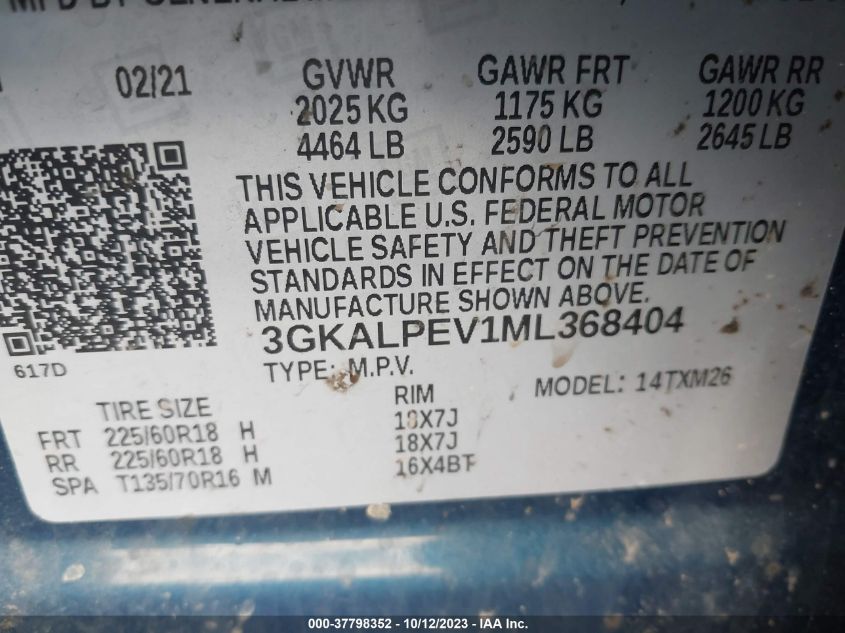 MFD BY GENERAL
02/21 GVWR GAWR FRT GAWR RR
2025 KG 1175 KG 1200 KG
4464 LB 2590 LB 2645 LB
THIS VEHICLE CONFORMS TO ALL
APPLICABLE U.S. FEDERAL MOTOR
VEHICLE SAFETY AND THEFT PREVENTION
STANDARDS IN EFFECT ON THE DATE OF
MANUFACTURE SHOWN ABOVE.
3GKALPEV1ML368404
617D
TYPE: M.P.V. MODEL: 14TXM26
TIRE SIZE RIM
FRT 225/60R18 H 18X7J
RR 225/60R18 H 18X7J
SPA T135/70R16 M 16X4BT
000-37798352 - 10/12/2023 - IAA Inc.